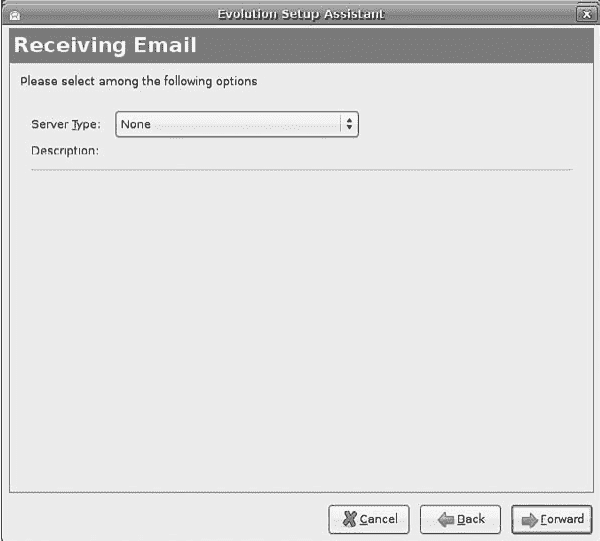 Evolution Setup Assistant
Receiving Email
Please select among the following options
Server Type: None
Description:
Cancel Back Forward